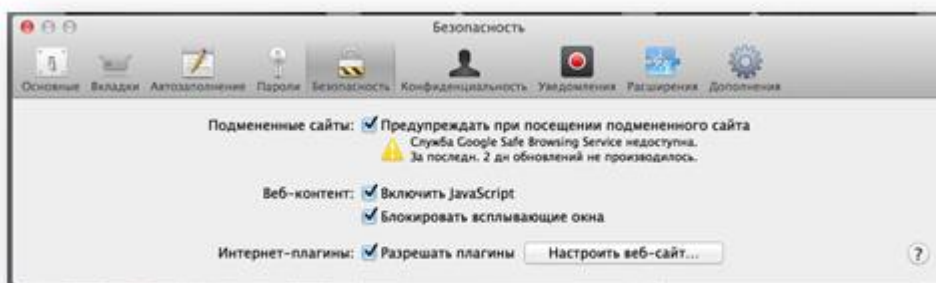 Безопасность
Основные Вкладки Автозаполнение Пароли Безопасность Конфиденциальность Уведомления Расширения Дополнения
Подмененные сайты: Предупреждать при посещении подмененного сайта
Служба Google Safe Browsing Service недоступна.
За последн. 2 дн обновлений не производилось.
Веб-контент: Включить JavaScript
Блокировать всплывающие окна
Интернет-плагины: Разрешать плагины Настроить веб-сайт... ?